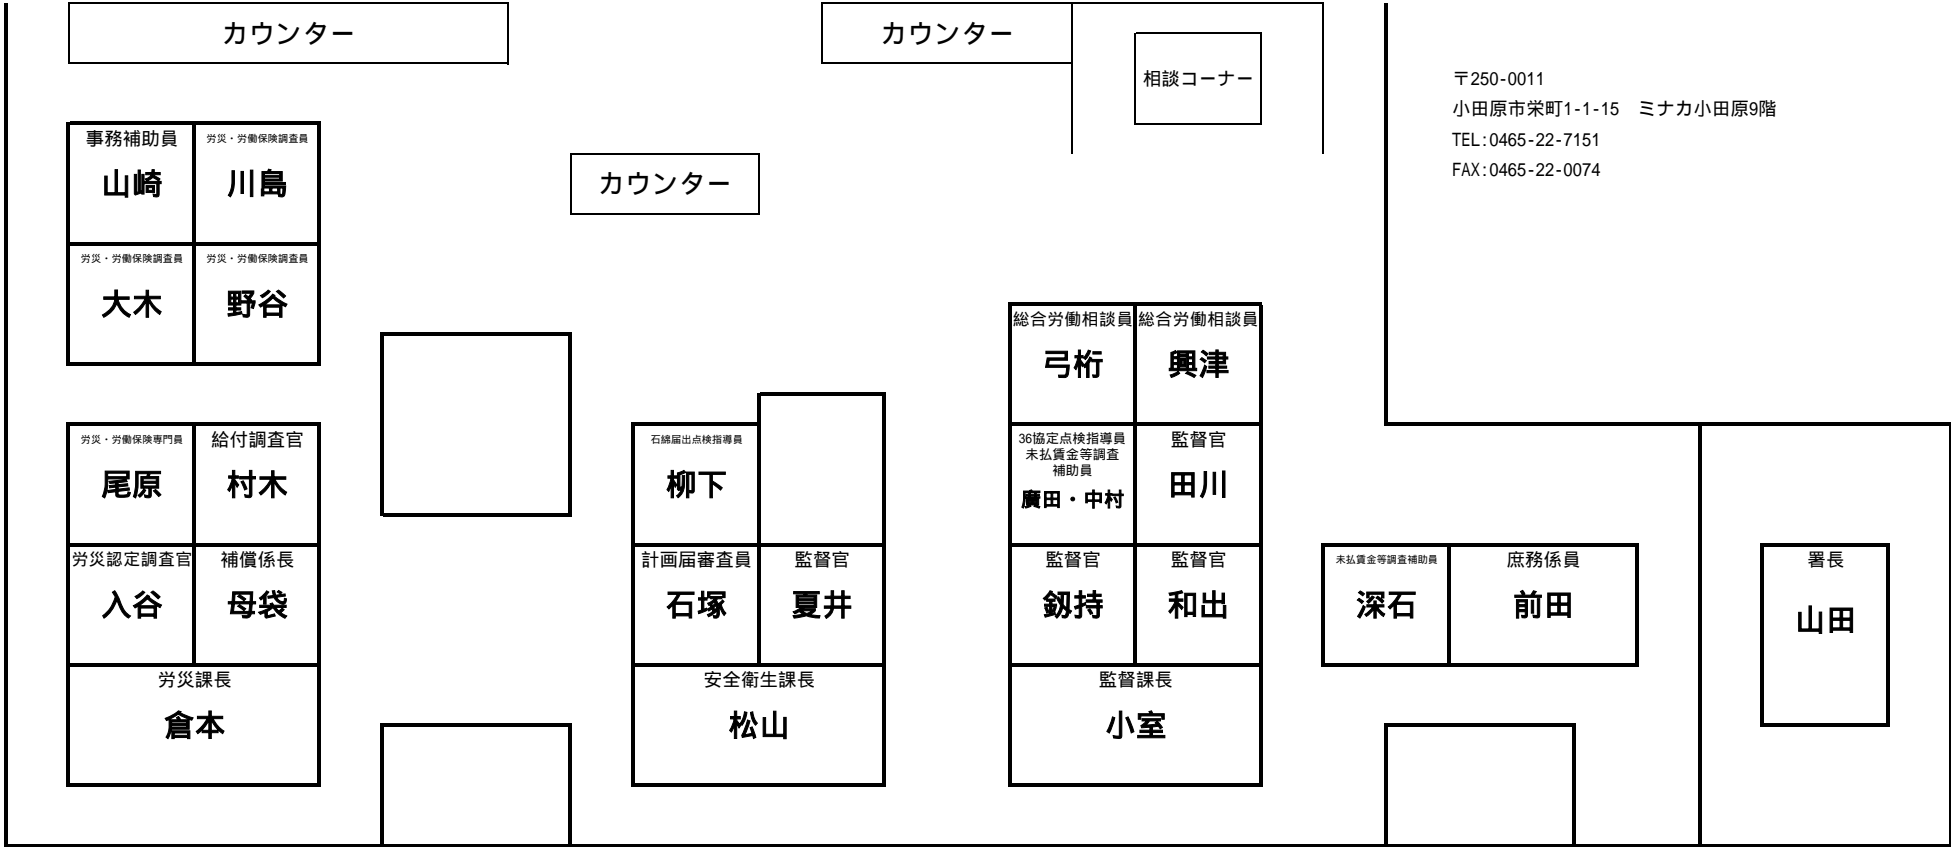 カウンター
カウンター
相談コーナー
〒250-0011
小田原市栄町1-1-15　ミナカ小田原9階
TEL:0465-22-7151
FAX:0465-22-0074
カウンター
事務補助員
山崎
労災・労働保険調査員
川島
労災・労働保険調査員
大木
労災・労働保険調査員
野谷
労災・労働保険専門員
尾原
給付調査官
村木
労災認定調査官
入谷
補償係長
母袋
労災課長
倉本
石綿届出点検指導員
柳下
計画届審査員
石塚
監督官
夏井
安全衛生課長
松山
総合労働相談員
弓桁
総合労働相談員
興津
36協定点検指導員
未払賃金等調査
補助員
廣田・中村
監督官
田川
監督官
釼持
監督官
和出
監督課長
小室
未払賃金等調査補助員
深石
庶務係員
前田
署長
山田